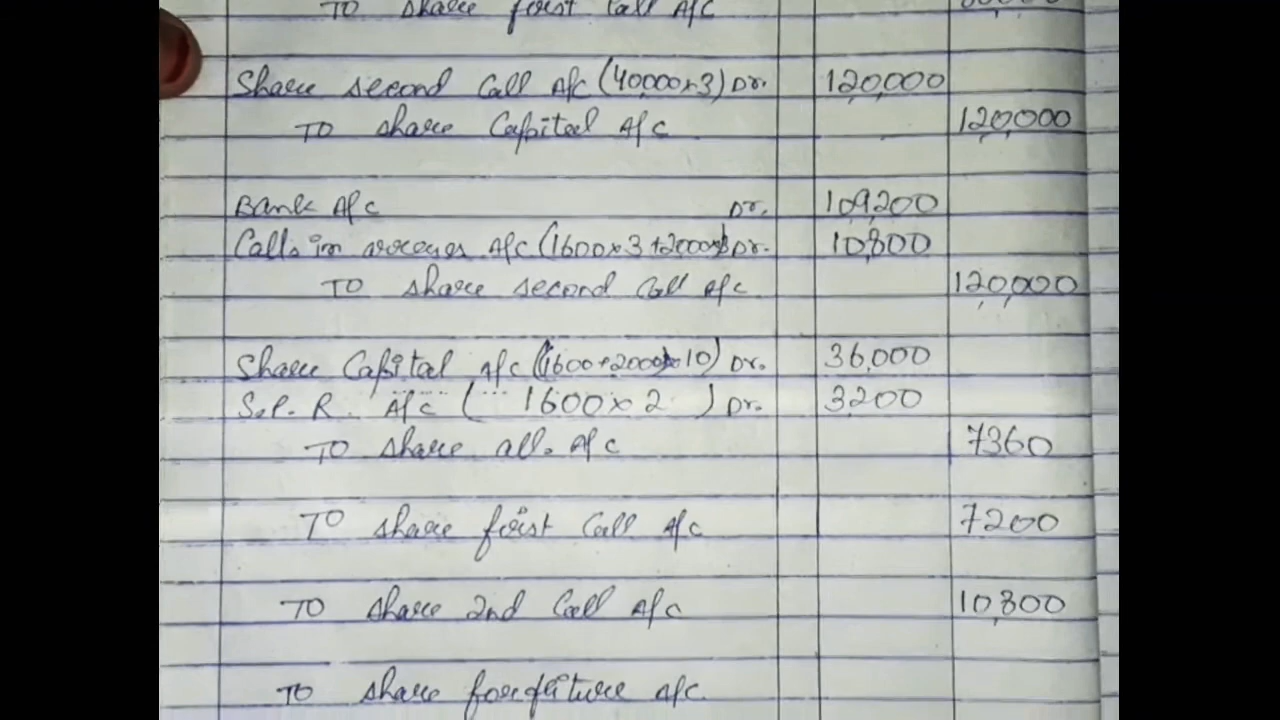 To share first call A/C
Share second call A/C (40,000×3) Dr. 120,000
To share Capital A/C 120,000
Bank A/C Dr. 109,200
Calls in arrears A/C (1600×3+2000×3 Dr. 10,800
To share second call A/C 120,000
Share Capital A/C (1600+2000×10) Dr. 36,000
S.P. R. A/C ( 1600×2 ) Dr. 3200
To share all. A/C 7360
To share first call A/C 7200
To share 2nd Call A/C 10,800
To share forefeiture A/C